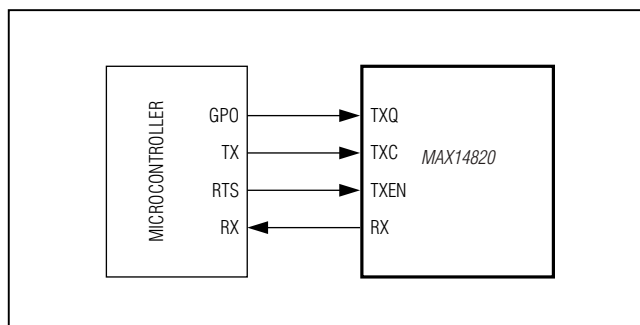 MICROCONTROLLER
GPO TXQ
TX TXC
MAX14820
RTS TXEN
RX RX